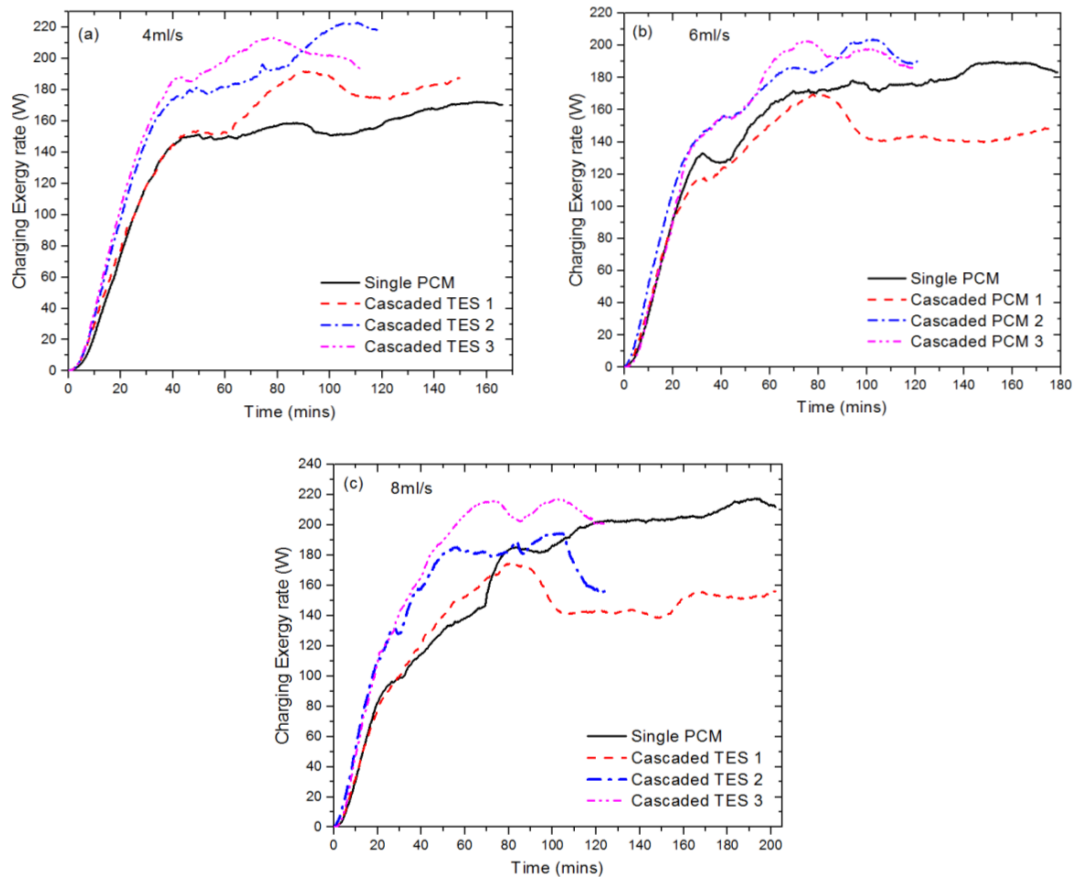 (a) 4ml/s
Charging Exergy rate (W)
220
200
180
160
140
120
100
80
60
40
20
0
Single PCM
Cascaded TES 1
Cascaded TES 2
Cascaded TES 3
0 20 40 60 80 100 120 140 160
Time (mins)
(b) 6ml/s
Charging Exergy rate (W)
220
200
180
160
140
120
100
80
60
40
20
0
Single PCM
Cascaded PCM 1
Cascaded PCM 2
Cascaded PCM 3
0 20 40 60 80 100 120 140 160 180
Time (mins)
(c) 8ml/s
Charging Exergy rate (W)
240
220
200
180
160
140
120
100
80
60
40
20
0
Single PCM
Cascaded TES 1
Cascaded TES 2
Cascaded TES 3
0 20 40 60 80 100 120 140 160 180 200
Time (mins)